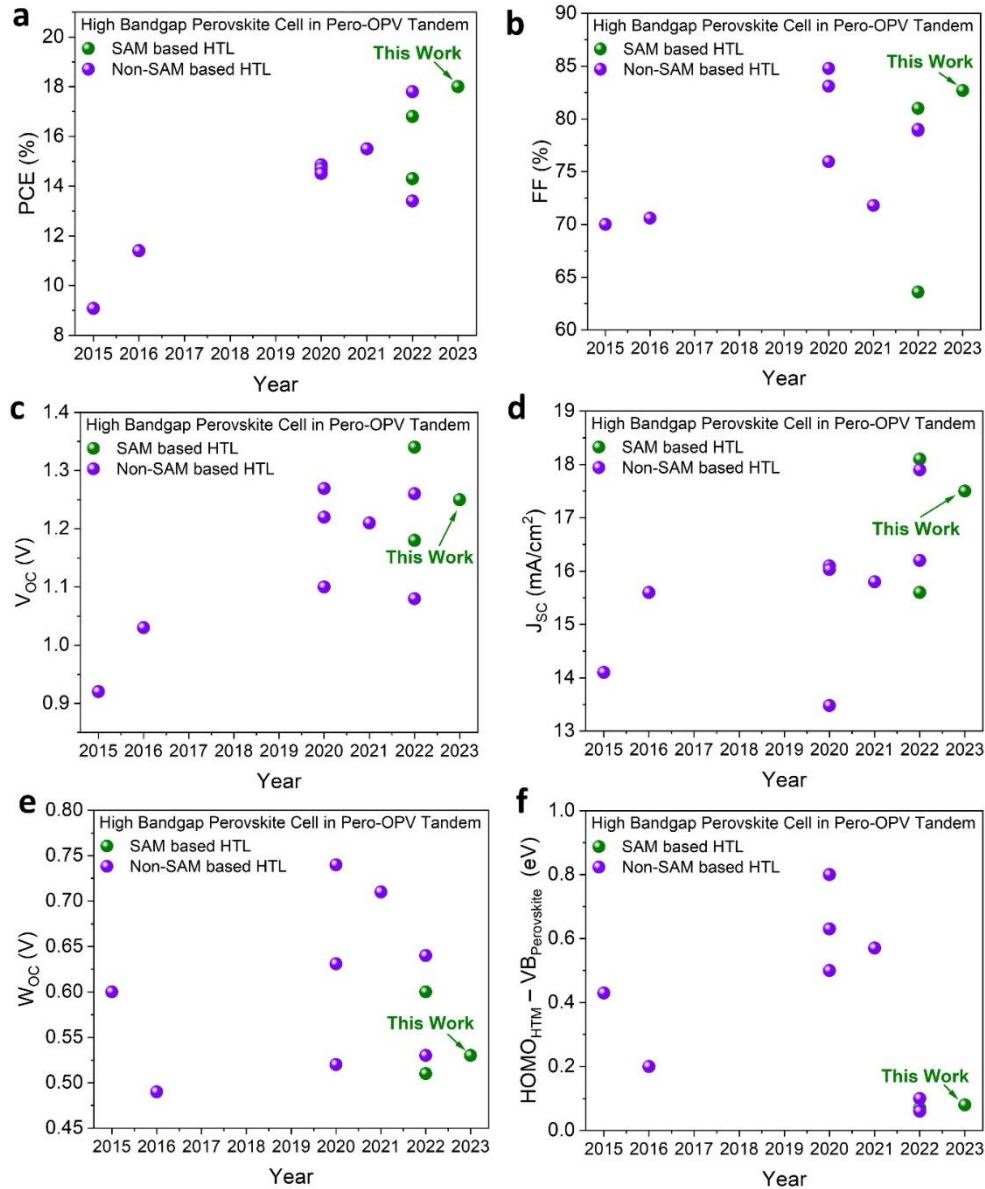 a
High Bandgap Perovskite Cell in Pero-OPV Tandem
SAM based HTL
Non-SAM based HTL
This Work
20
18
16
14
12
10
8
PCE (%)
2015 2016 2017 2018 2019 2020 2021 2022 2023
Year
b
High Bandgap Perovskite Cell in Pero-OPV Tandem
SAM based HTL
Non-SAM based HTL
This Work
90
85
80
75
70
65
60
FF (%)
2015 2016 2017 2018 2019 2020 2021 2022 2023
Year
c
High Bandgap Perovskite Cell in Pero-OPV Tandem
SAM based HTL
Non-SAM based HTL
This Work
1.4
1.3
1.2
1.1
1.0
0.9
VOC (V)
2015 2016 2017 2018 2019 2020 2021 2022 2023
Year
d
High Bandgap Perovskite Cell in Pero-OPV Tandem
SAM based HTL
Non-SAM based HTL
This Work
19
18
17
16
15
14
13
JSC (mA/cm²)
2015 2016 2017 2018 2019 2020 2021 2022 2023
Year
e
High Bandgap Perovskite Cell in Pero-OPV Tandem
SAM based HTL
Non-SAM based HTL
This Work
0.80
0.75
0.70
0.65
0.60
0.55
0.50
0.45
WOC (V)
2015 2016 2017 2018 2019 2020 2021 2022 2023
Year
f
High Bandgap Perovskite Cell in Pero-OPV Tandem
SAM based HTL
Non-SAM based HTL
This Work
1.0
0.8
0.6
0.4
0.2
0.0
HOMOHTM – VBPerovskite (eV)
2015 2016 2017 2018 2019 2020 2021 2022 2023
Year